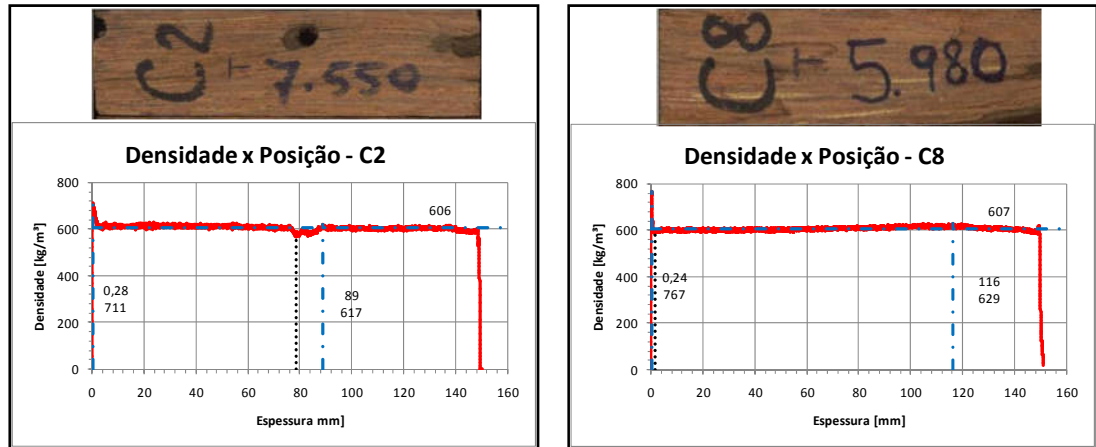 C2 + 7.550
Densidade x Posição - C2
Densidade [kg/m³]
800
600
400
200
0
606
0,28
711
89
617
0 20 40 60 80 100 120 140 160
Espessura mm]
C8 + 5.980
Densidade x Posição - C8
Densidade [kg/m³]
800
600
400
200
0
607
0,24
767
116
629
0 20 40 60 80 100 120 140 160
Espessura [mm]